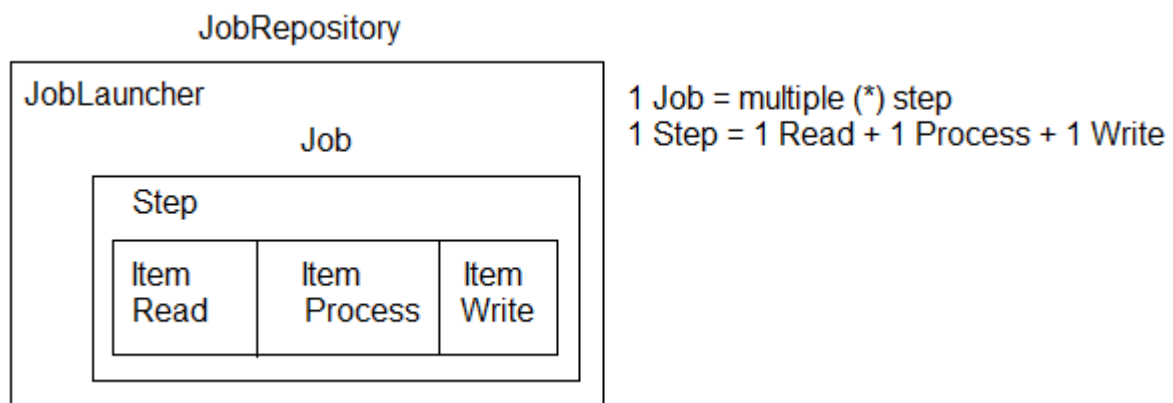 JobRepository
JobLauncher
Job
Step
Item
Read
Item
Process
Item
Write
1 Job = multiple (*) step
1 Step = 1 Read + 1 Process + 1 Write